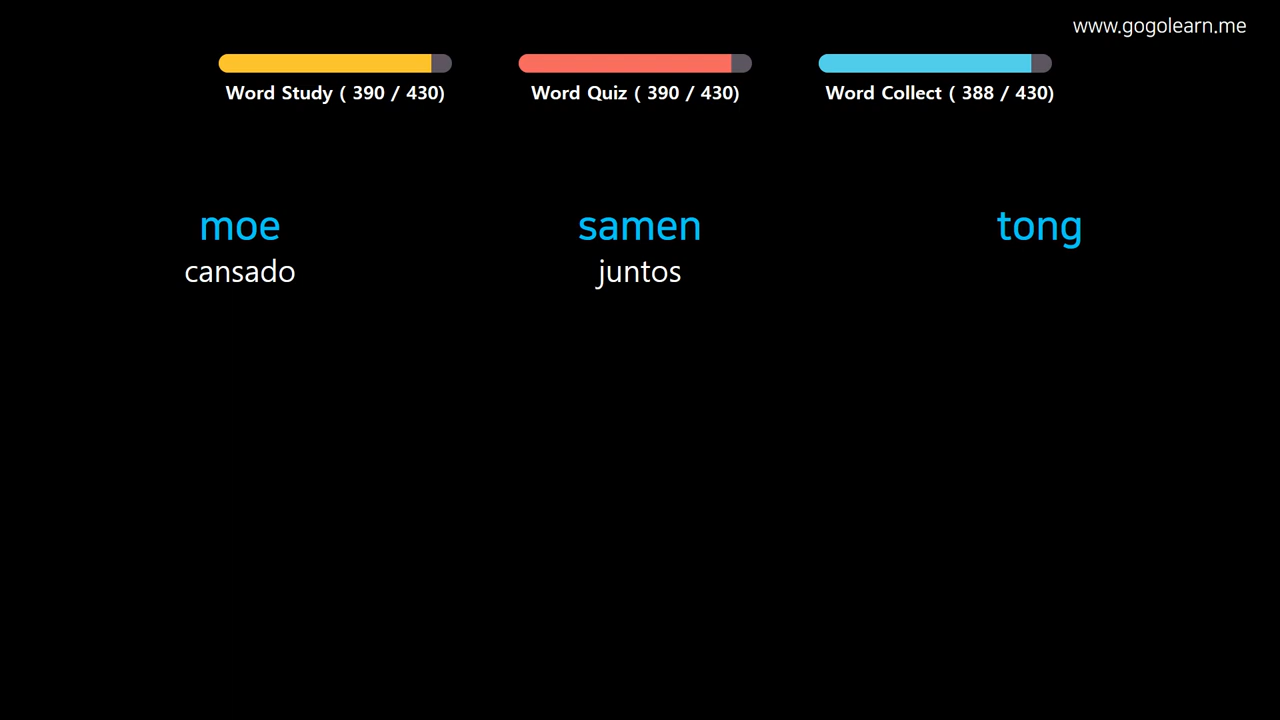 www.gogolearn.me
Word Study ( 390 / 430)
Word Quiz ( 390 / 430)
Word Collect ( 388 / 430)
moe
cansado
samen
juntos
tong